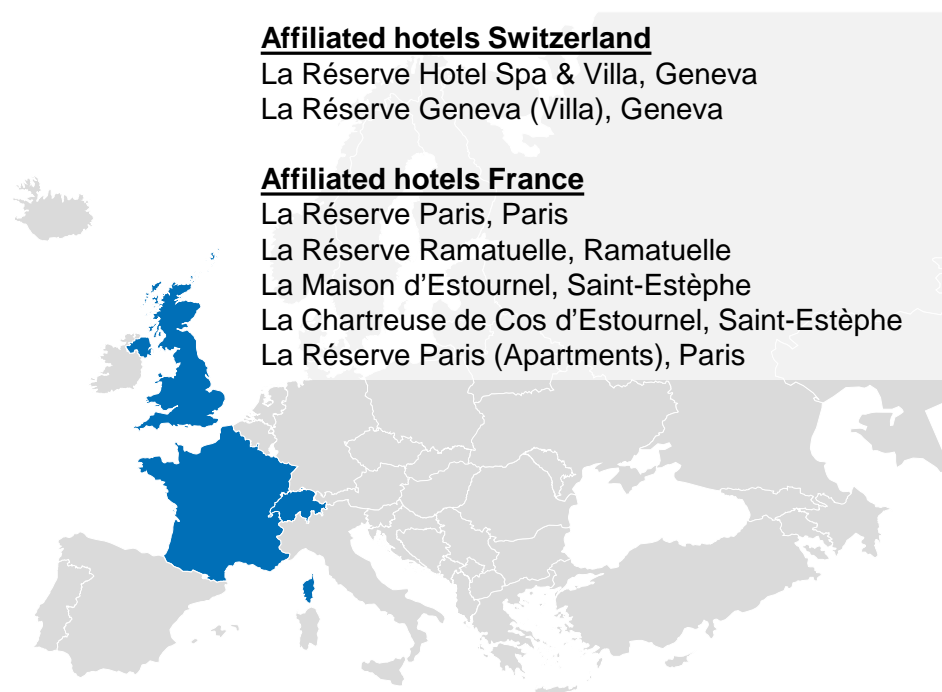 Affiliated hotels Switzerland
La Réserve Hotel Spa & Villa, Geneva
La Réserve Geneva (Villa), Geneva
Affiliated hotels France
La Réserve Paris, Paris
La Réserve Ramatuelle, Ramatuelle
La Maison d’Estournel, Saint-Estèphe
La Chartreuse de Cos d’Estournel, Saint-Estèphe
La Réserve Paris (Apartments), Paris